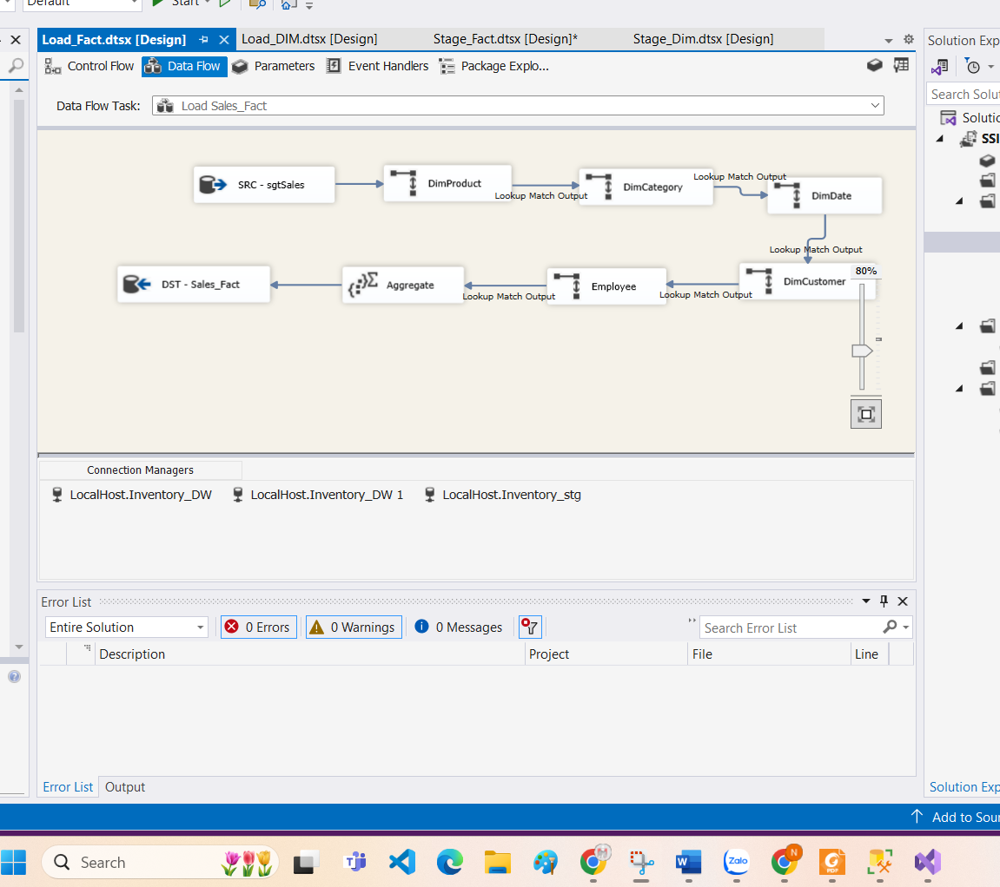 Default
Start
Load_Fact.dtsx [Design]
Load_DIM.dtsx [Design]
Stage_Fact.dtsx [Design]*
Stage_Dim.dtsx [Design]
Solution Exp
Control Flow
Data Flow
Parameters
Event Handlers
Package Explo...
Search Solut
Data Flow Task:
Load Sales_Fact
Solutio
SSI
SRC - sgtSales
DimProduct
Lookup Match Output
DimCategory
Lookup Match Output
DimDate
Lookup Match Output
DimCustomer
80%
Lookup Match Output
Employee
Lookup Match Output
Aggregate
DST - Sales_Fact
Connection Managers
LocalHost.Inventory_DW
LocalHost.Inventory_DW 1
LocalHost.Inventory_stg
Error List
Entire Solution
0 Errors
0 Warnings
0 Messages
Search Error List
Description
Project
File
Line
Error List
Output
Solution Exp
Add to Sour
Search
Zalo